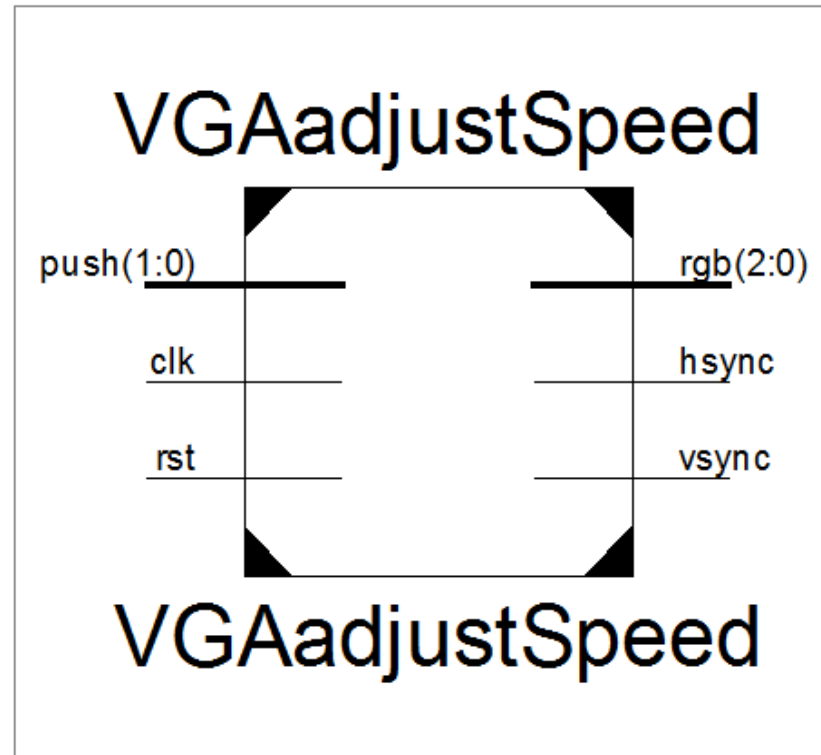 VGAadjustSpeed
push(1:0) rgb(2:0)
clk hsync
rst vsync
VGAadjustSpeed